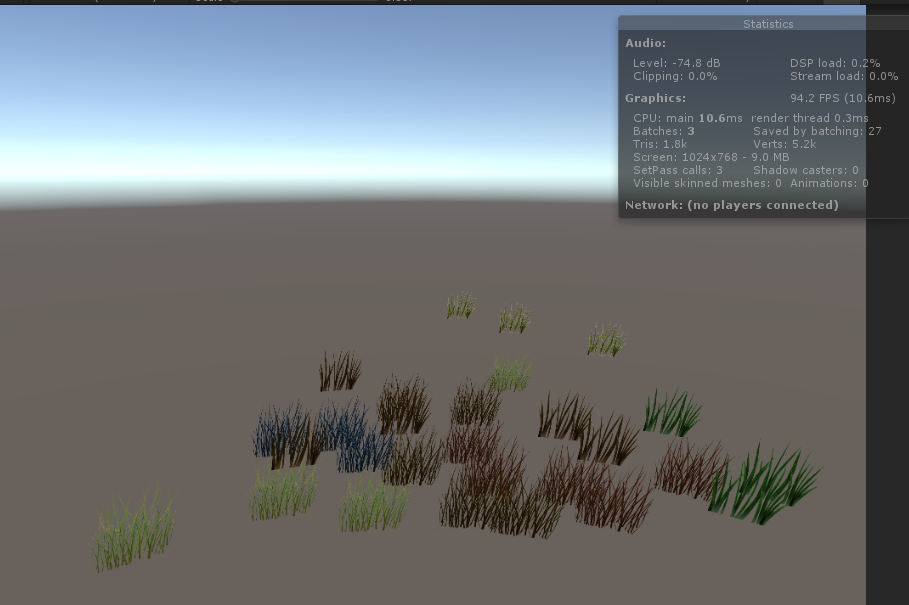 Statistics
Audio:
Level: -74.8 dB DSP load: 0.2%
Clipping: 0.0% Stream load: 0.0%
Graphics: 94.2 FPS (10.6ms)
CPU: main 10.6ms render thread 0.3ms
Batches: 3 Saved by batching: 27
Tris: 1.8k Verts: 5.2k
Screen: 1024x768 - 9.0 MB
SetPass calls: 3 Shadow casters: 0
Visible skinned meshes: 0 Animations: 0
Network: (no players connected)